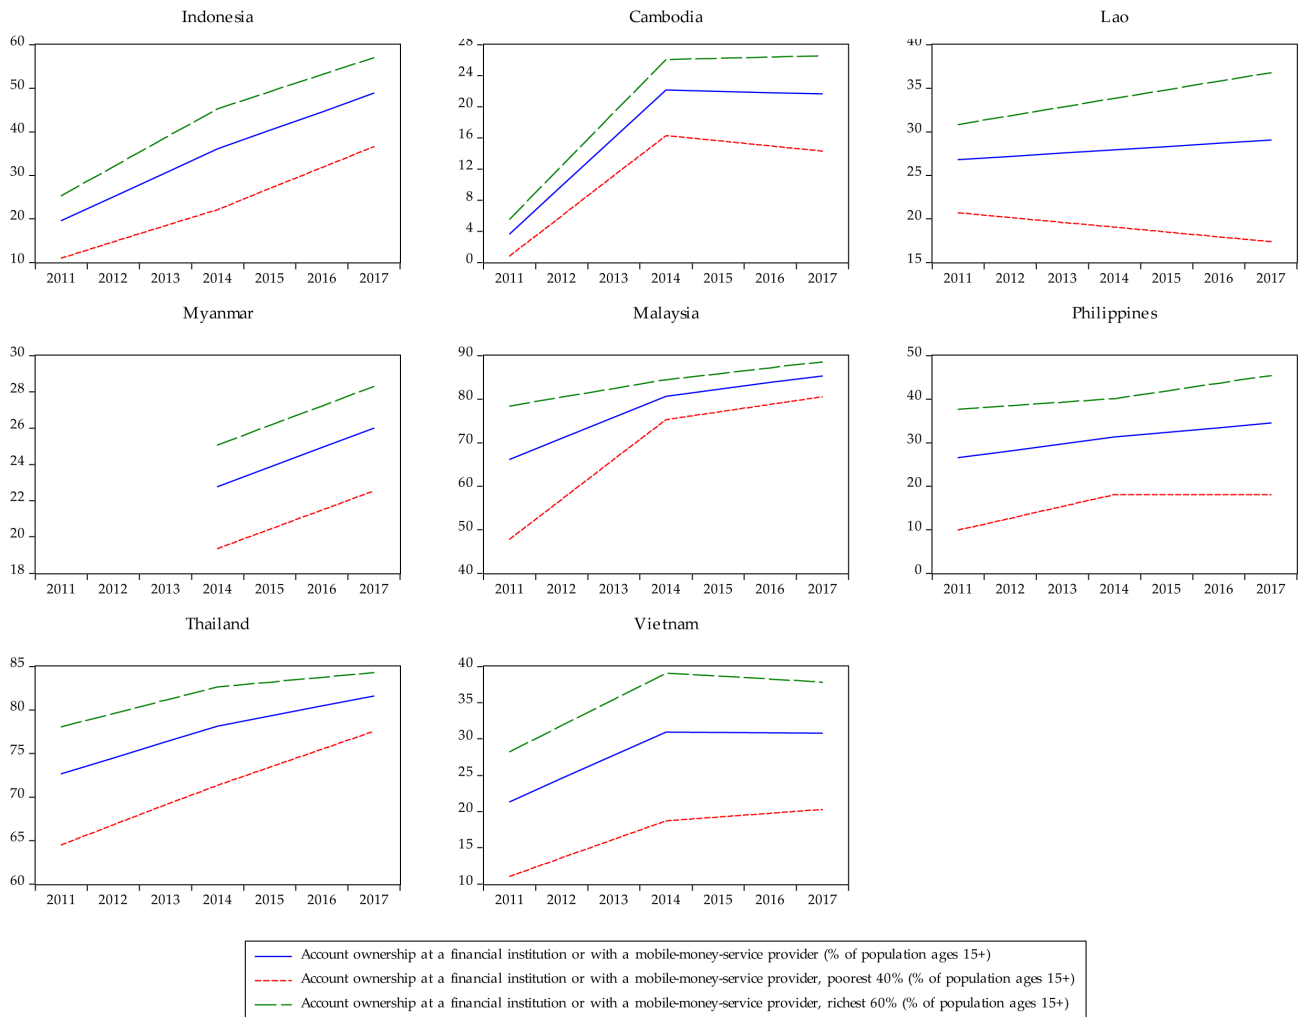 Indonesia
Cambodia
Lao
60
50
40
30
20
10
2011 2012 2013 2014 2015 2016 2017
28
24
20
16
12
8
4
0
2011 2012 2013 2014 2015 2016 2017
40
35
30
25
20
15
2011 2012 2013 2014 2015 2016 2017
Myanmar
Malaysia
Philippines
30
28
26
24
22
20
18
2011 2012 2013 2014 2015 2016 2017
90
80
70
60
50
40
2011 2012 2013 2014 2015 2016 2017
50
40
30
20
10
0
2011 2012 2013 2014 2015 2016 2017
Thailand
Vietnam
85
80
75
70
65
60
2011 2012 2013 2014 2015 2016 2017
40
35
30
25
20
15
10
2011 2012 2013 2014 2015 2016 2017
Account ownership at a financial institution or with a mobile-money-service provider (% of population ages 15+)
Account ownership at a financial institution or with a mobile-money-service provider, poorest 40% (% of population ages 15+)
Account ownership at a financial institution or with a mobile-money-service provider, richest 60% (% of population ages 15+)